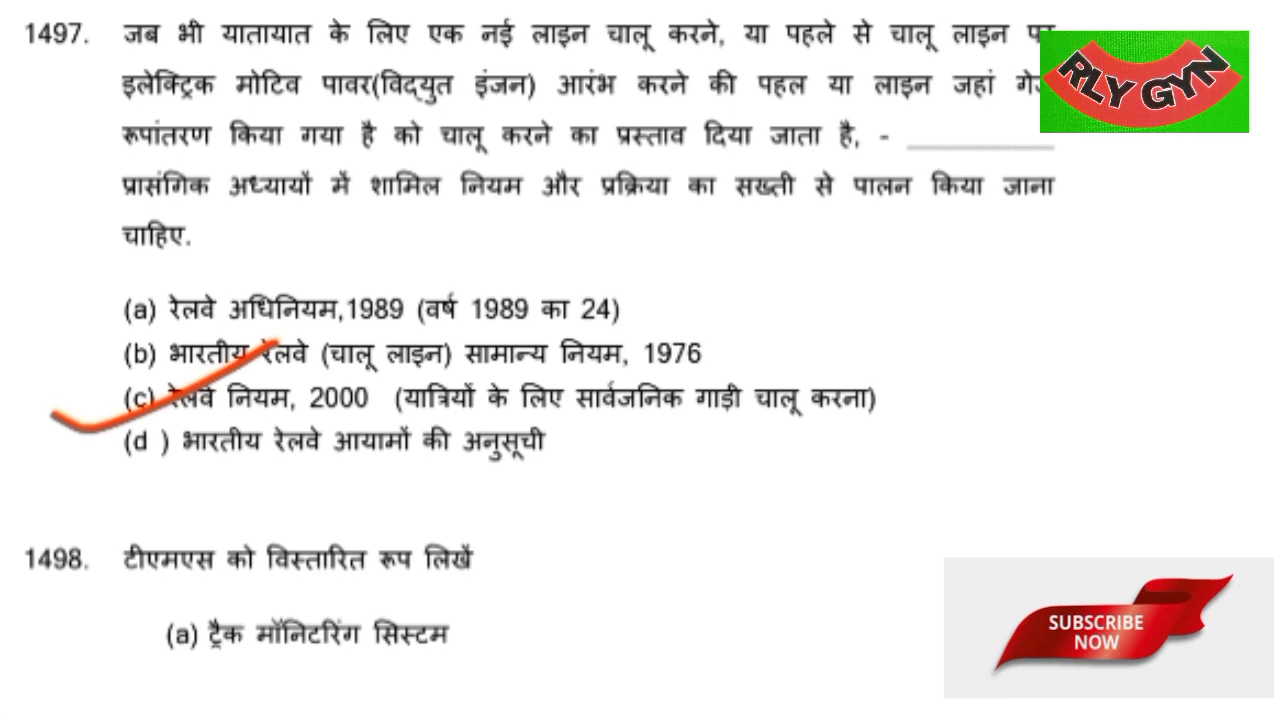 1497. जब भी यातायात के लिए एक नई लाइन चालू करने, या पहले से चालू लाइन पर
इलेक्ट्रिक मोटिव पावर(विद्युत इंजन) आरंभ करने की पहल या लाइन जहां
रूपांतरण किया गया है को चालू करने का प्रस्ताव दिया जाता है, - __________
प्रासंगिक अध्यायों में शामिल नियम और प्रक्रिया का सख्ती से पालन किया जाना
चाहिए.
(a) रेलवे अधिनियम,1989 (वर्ष 1989 का 24)
(b) भारतीय रेलवे (चालू लाइन) सामान्य नियम, 1976
(c) रेलवे नियम, 2000 (यात्रियों के लिए सार्वजनिक गाड़ी चालू करना)
(d ) भारतीय रेलवे आयामों की अनुसूची
1498. टीएमएस को विस्तारित रूप लिखें
(a) ट्रैक मॉनिटरिंग सिस्टम
RLY GYN
SUBSCRIBE
NOW